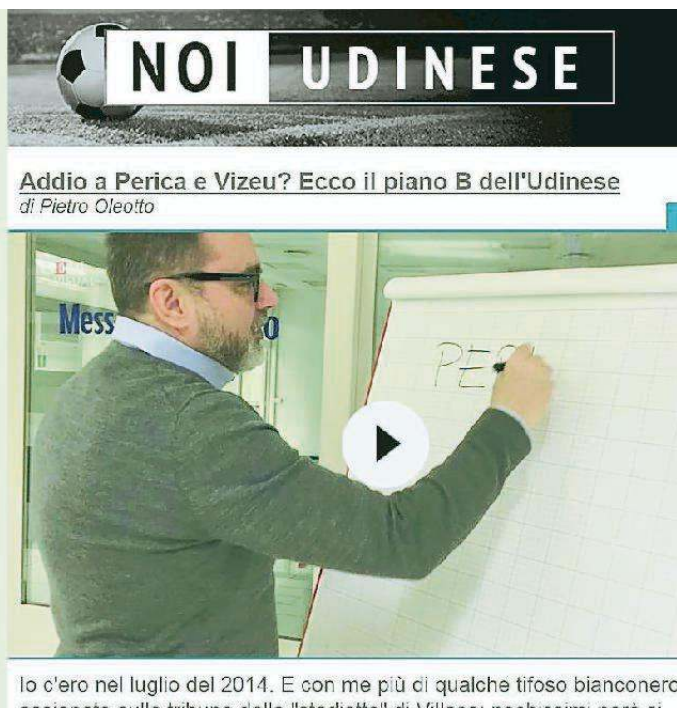 NOI UDINESE
Addio a Perica e Vizeu? Ecco il piano B dell'Udinese
di Pietro Oleotto
Mess o
PE
Io c'ero nel luglio del 2014. E con me più di qualche tifoso bianconero